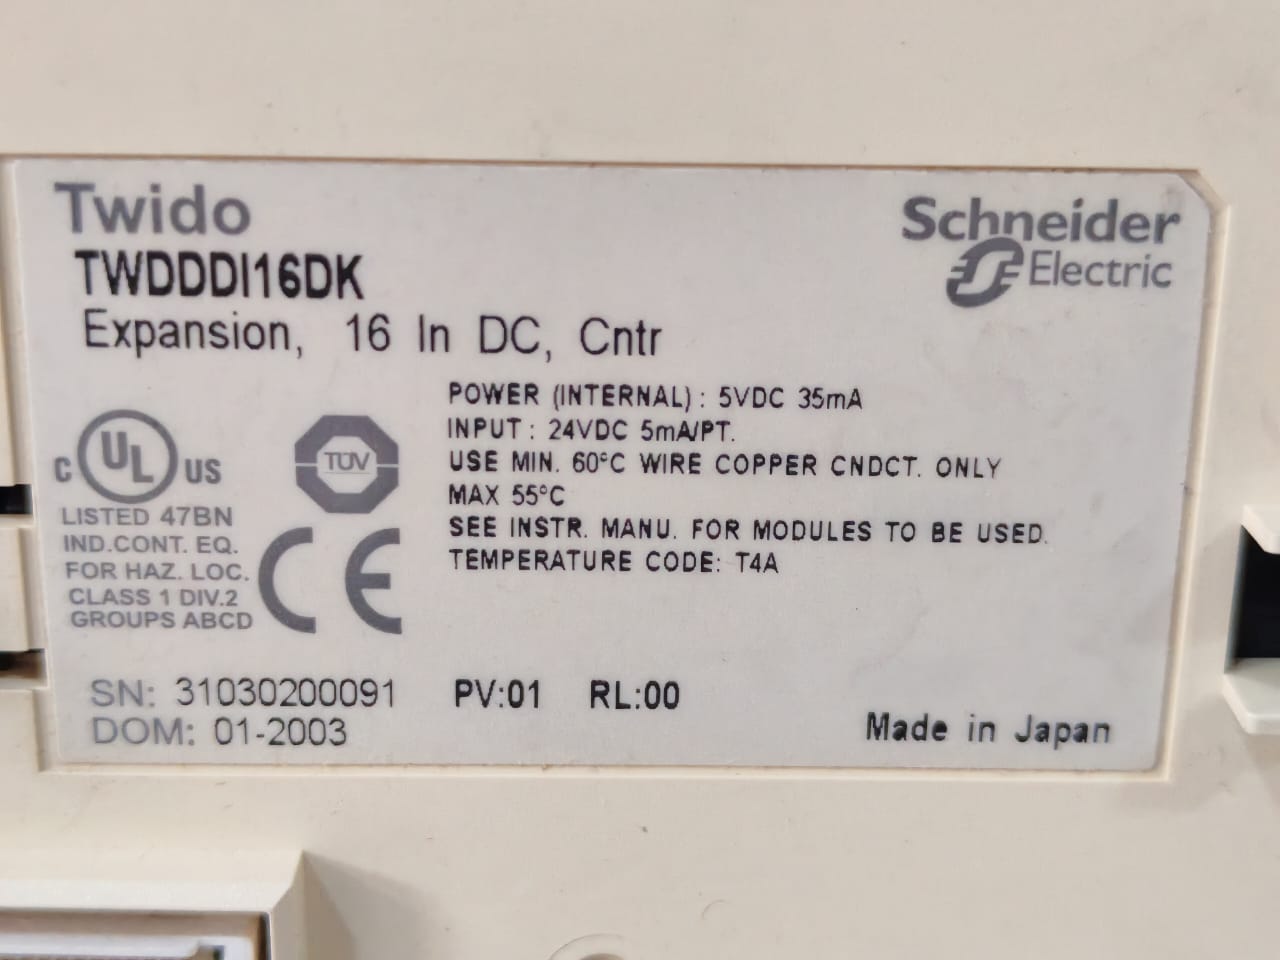 Twido
TWDDDI16DK
Expansion, 16 In DC, Cntr
Schneider
Electric
POWER (INTERNAL) : 5VDC 35mA
INPUT : 24VDC 5mA/PT.
USE MIN. 60°C WIRE COPPER CNDCT. ONLY
MAX 55°C
SEE INSTR. MANU. FOR MODULES TO BE USED.
TEMPERATURE CODE: T4A
C UL US
TUV
LISTED 47BN
IND.CONT. EQ.
FOR HAZ. LOC.
CLASS 1 DIV.2
GROUPS ABCD
CE
SN: 31030200091 PV:01 RL:00
DOM: 01-2003
Made in Japan